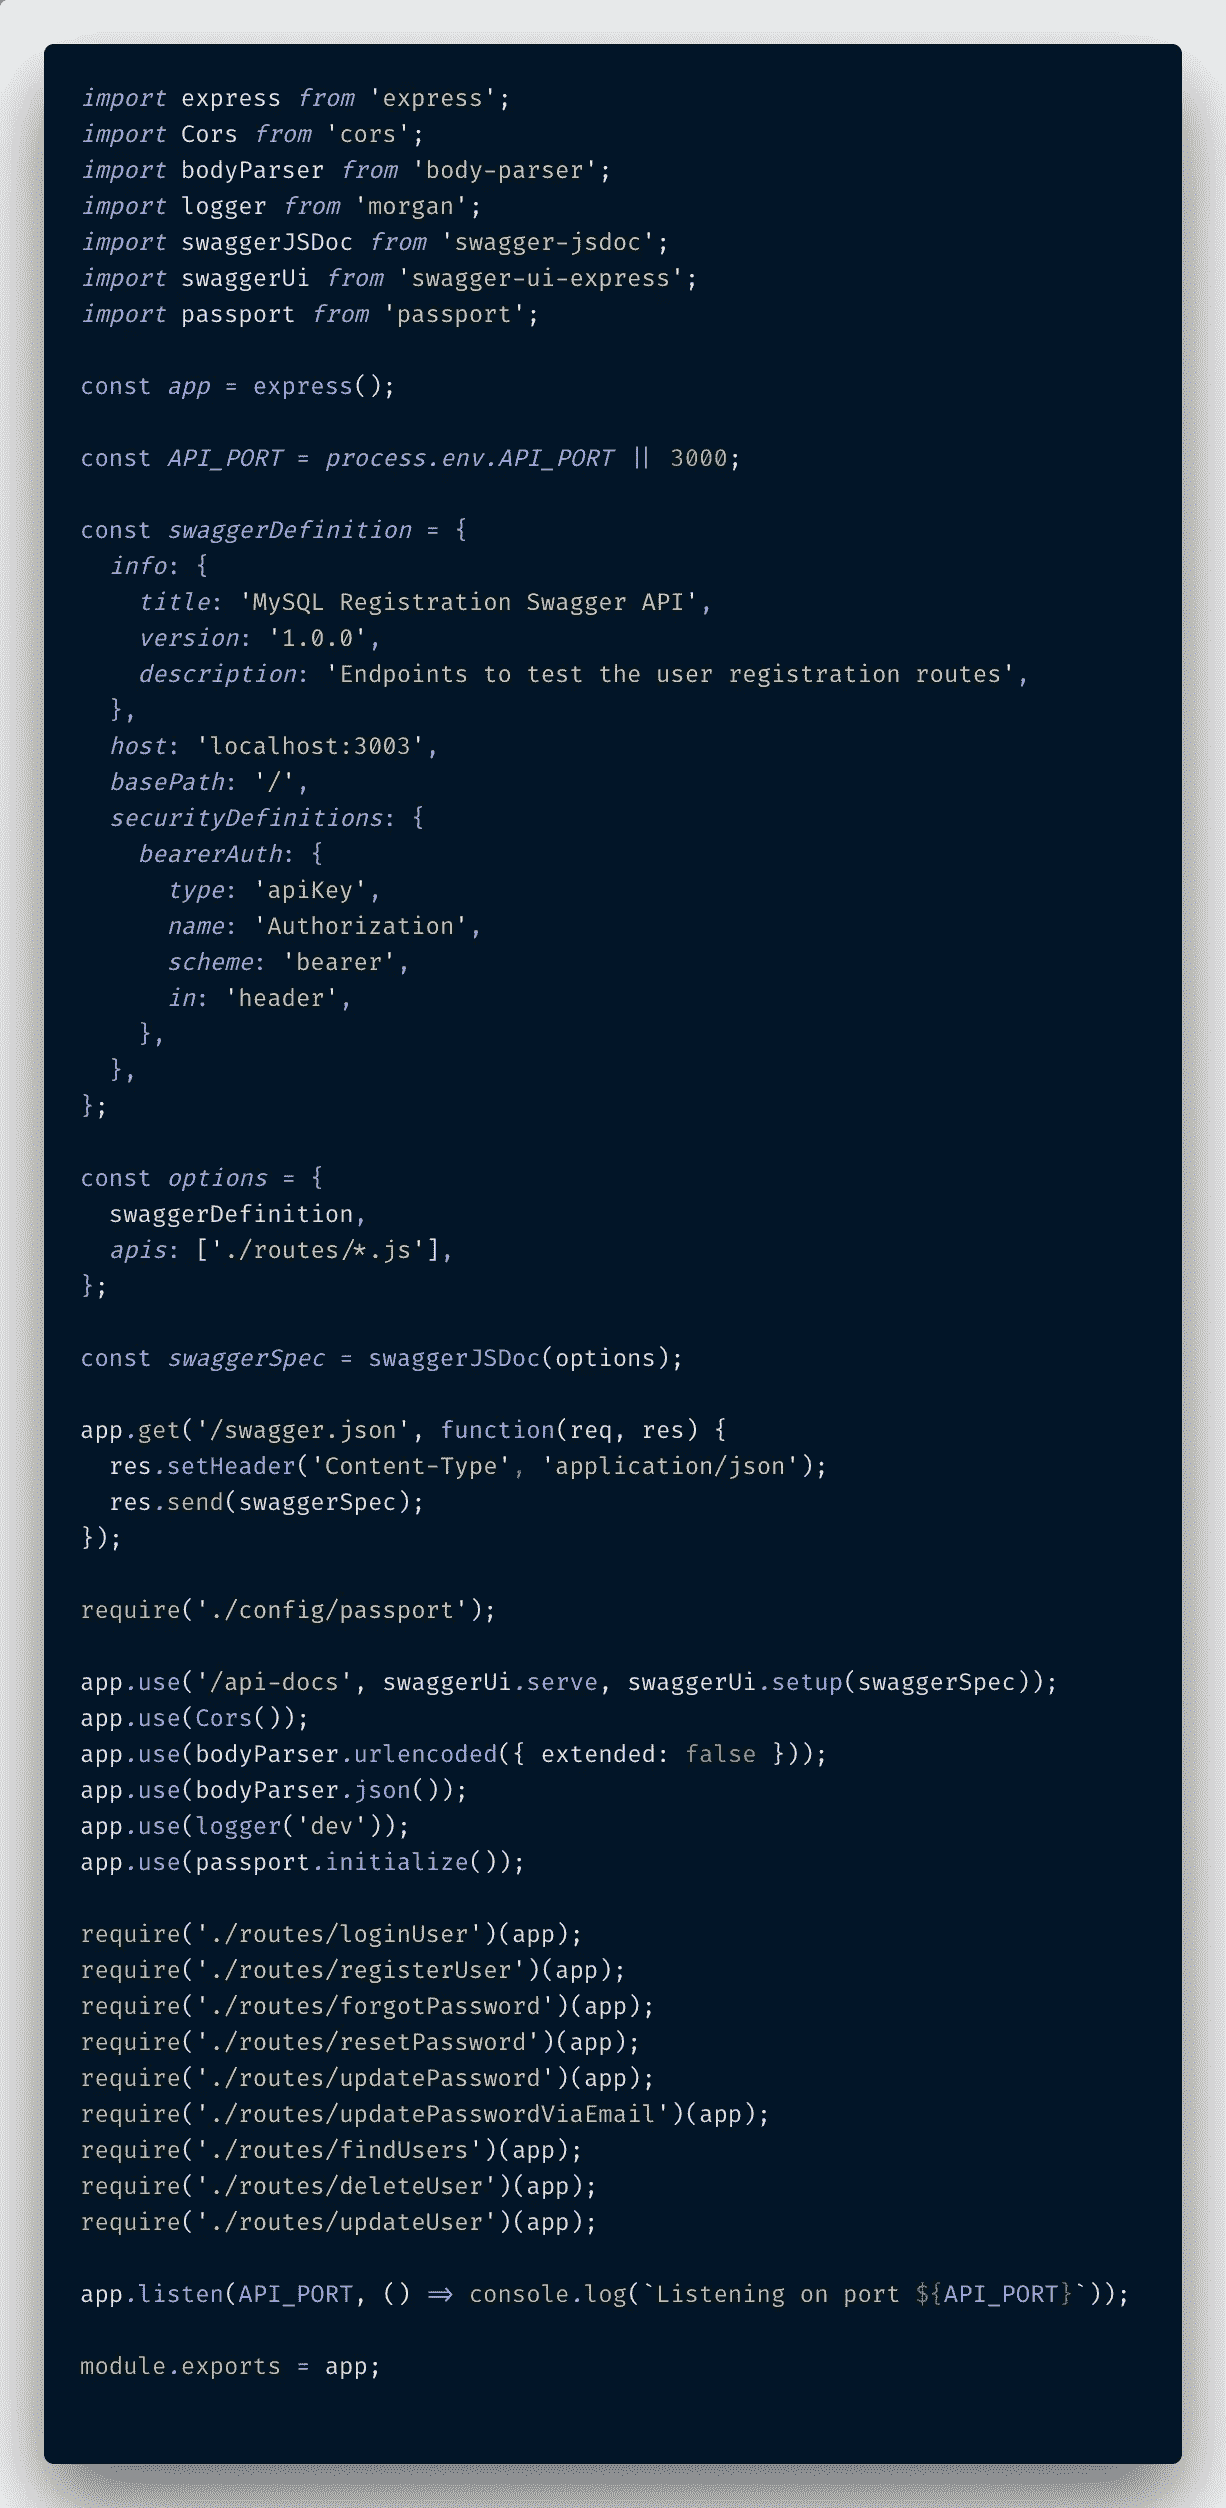 import express from 'express';
import Cors from 'cors';
import bodyParser from 'body-parser';
import logger from 'morgan';
import swaggerJSDoc from 'swagger-jsdoc';
import swaggerUi from 'swagger-ui-express';
import passport from 'passport';

const app = express();

const API_PORT = process.env.API_PORT || 3000;

const swaggerDefinition = {
  info: {
    title: 'MySQL Registration Swagger API',
    version: '1.0.0',
    description: 'Endpoints to test the user registration routes',
  },
  host: 'localhost:3003',
  basePath: '/',
  securityDefinitions: {
    bearerAuth: {
      type: 'apiKey',
      name: 'Authorization',
      scheme: 'bearer',
      in: 'header',
    },
  },
};

const options = {
  swaggerDefinition,
  apis: ['./routes/*.js'],
};

const swaggerSpec = swaggerJSDoc(options);

app.get('/swagger.json', function(req, res) {
  res.setHeader('Content-Type', 'application/json');
  res.send(swaggerSpec);
});

require('./config/passport');

app.use('/api-docs', swaggerUi.serve, swaggerUi.setup(swaggerSpec));
app.use(Cors());
app.use(bodyParser.urlencoded({ extended: false }));
app.use(bodyParser.json());
app.use(logger('dev'));
app.use(passport.initialize());

require('./routes/loginUser')(app);
require('./routes/registerUser')(app);
require('./routes/forgotPassword')(app);
require('./routes/resetPassword')(app);
require('./routes/updatePassword')(app);
require('./routes/updatePasswordViaEmail')(app);
require('./routes/findUsers')(app);
require('./routes/deleteUser')(app);
require('./routes/updateUser')(app);

app.listen(API_PORT, () => console.log(`Listening on port ${API_PORT}`));

module.exports = app;